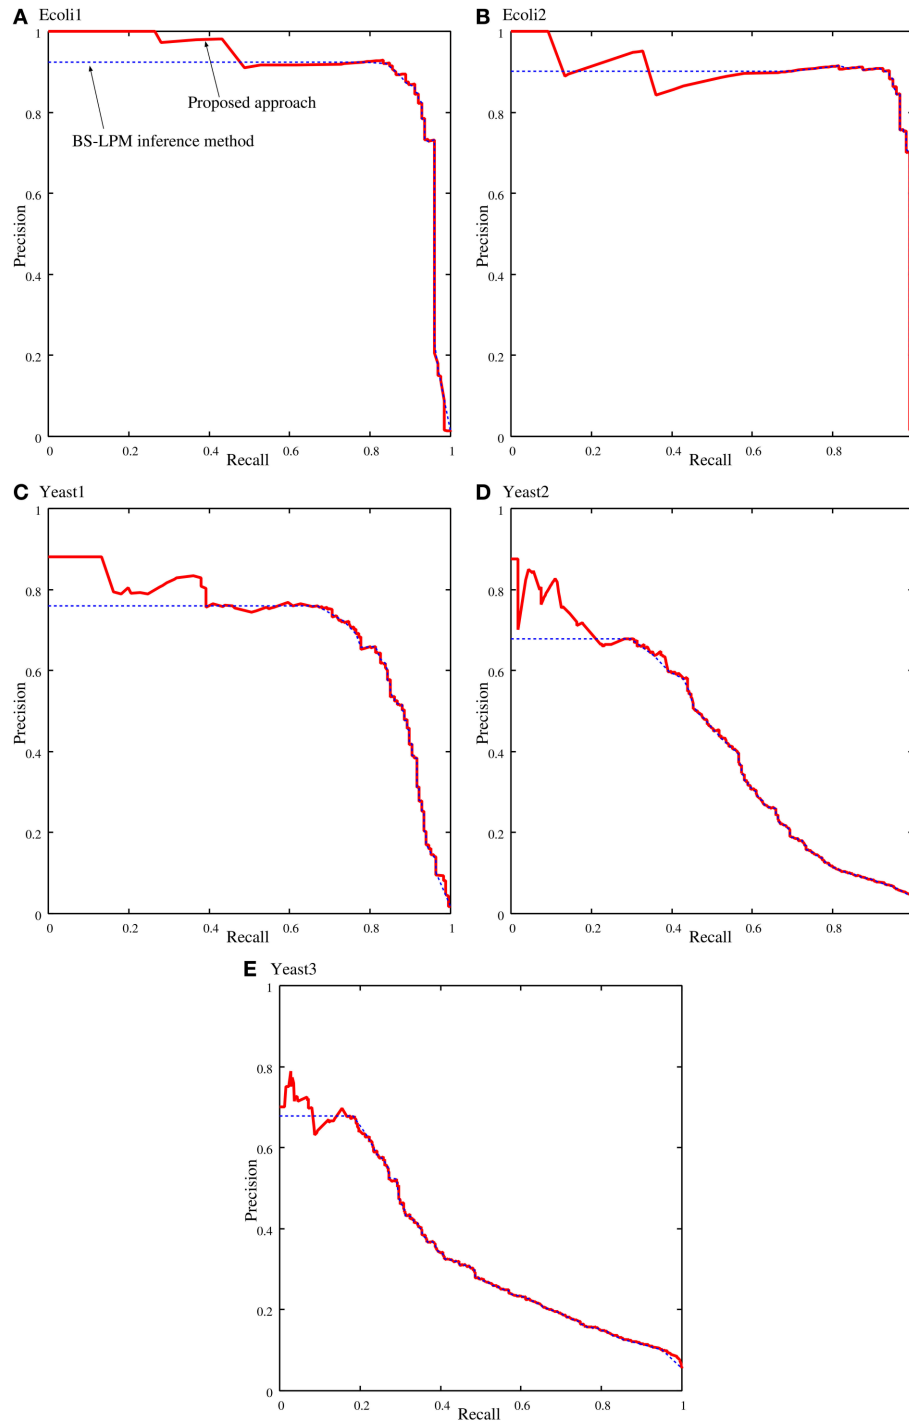 A Ecoli1
1
0.8
0.6
0.4
0.2
0
Precision
Proposed approach
BS-LPM inference method
0 0.2 0.4 0.6 0.8 1
Recall
B Ecoli2
1
0.8
0.6
0.4
0.2
0
Precision
0 0.2 0.4 0.6 0.8
Recall
C Yeast1
1
0.8
0.6
0.4
0.2
0
Precision
0 0.2 0.4 0.6 0.8 1
Recall
D Yeast2
1
0.8
0.6
0.4
0.2
0
Precision
0 0.2 0.4 0.6 0.8
Recall
E Yeast3
1
0.8
0.6
0.4
0.2
0
Precision
0 0.2 0.4 0.6 0.8 1
Recall